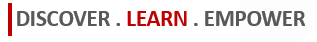 DISCOVER . LEARN . EMPOWER